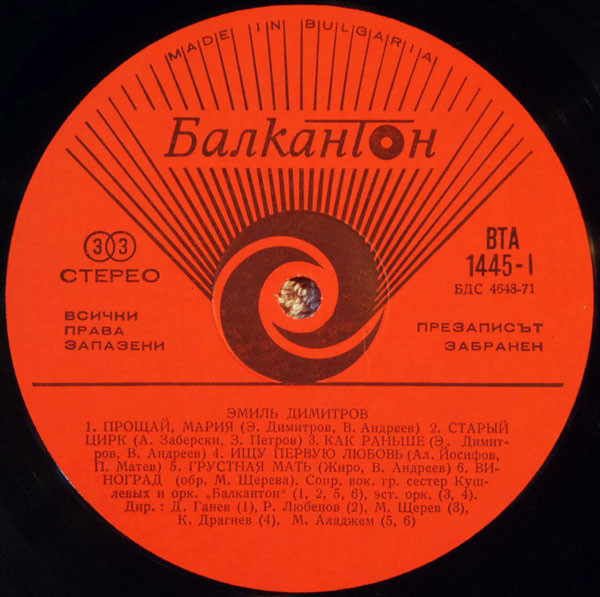 MADE IN BULGARIA
Балкантон
33
СТЕРЕО
ВТА
1445-I
БДС 4648-71
ВСИЧКИ
ПРАВА
ЗАПАЗЕНИ
ПРЕЗАПИСЪТ
ЗАБРАНЕН
ЭМИЛЬ ДИМИТРОВ
1. ПРОЩАЙ, МАРИЯ (Э. Димитров, В. Андреев) 2. СТАРЫЙ
ЦИРК (А. Заберски, З. Петров) 3. КАК РАНЬШЕ (Э. Димит-
ров, В. Андреев) 4. ИЩУ ПЕРВУЮ ЛЮБОВЬ (Ал. Йосифов,
П. Матев) 5. ГРУСТНАЯ МАТЬ (Жиро, В. Андреев) 6. ВИ-
НОГРАД (обр. М. Щерева). Сопр. вок. гр. сестер Куш-
левых и орк. „Балкантон" (1, 2, 5, 6), эст. орк. (3, 4).
Дир.: Д. Ганев (1), Р. Любенов (2), М. Щерев (3),
К. Драгнев (4), М. Аладжем (5, 6)